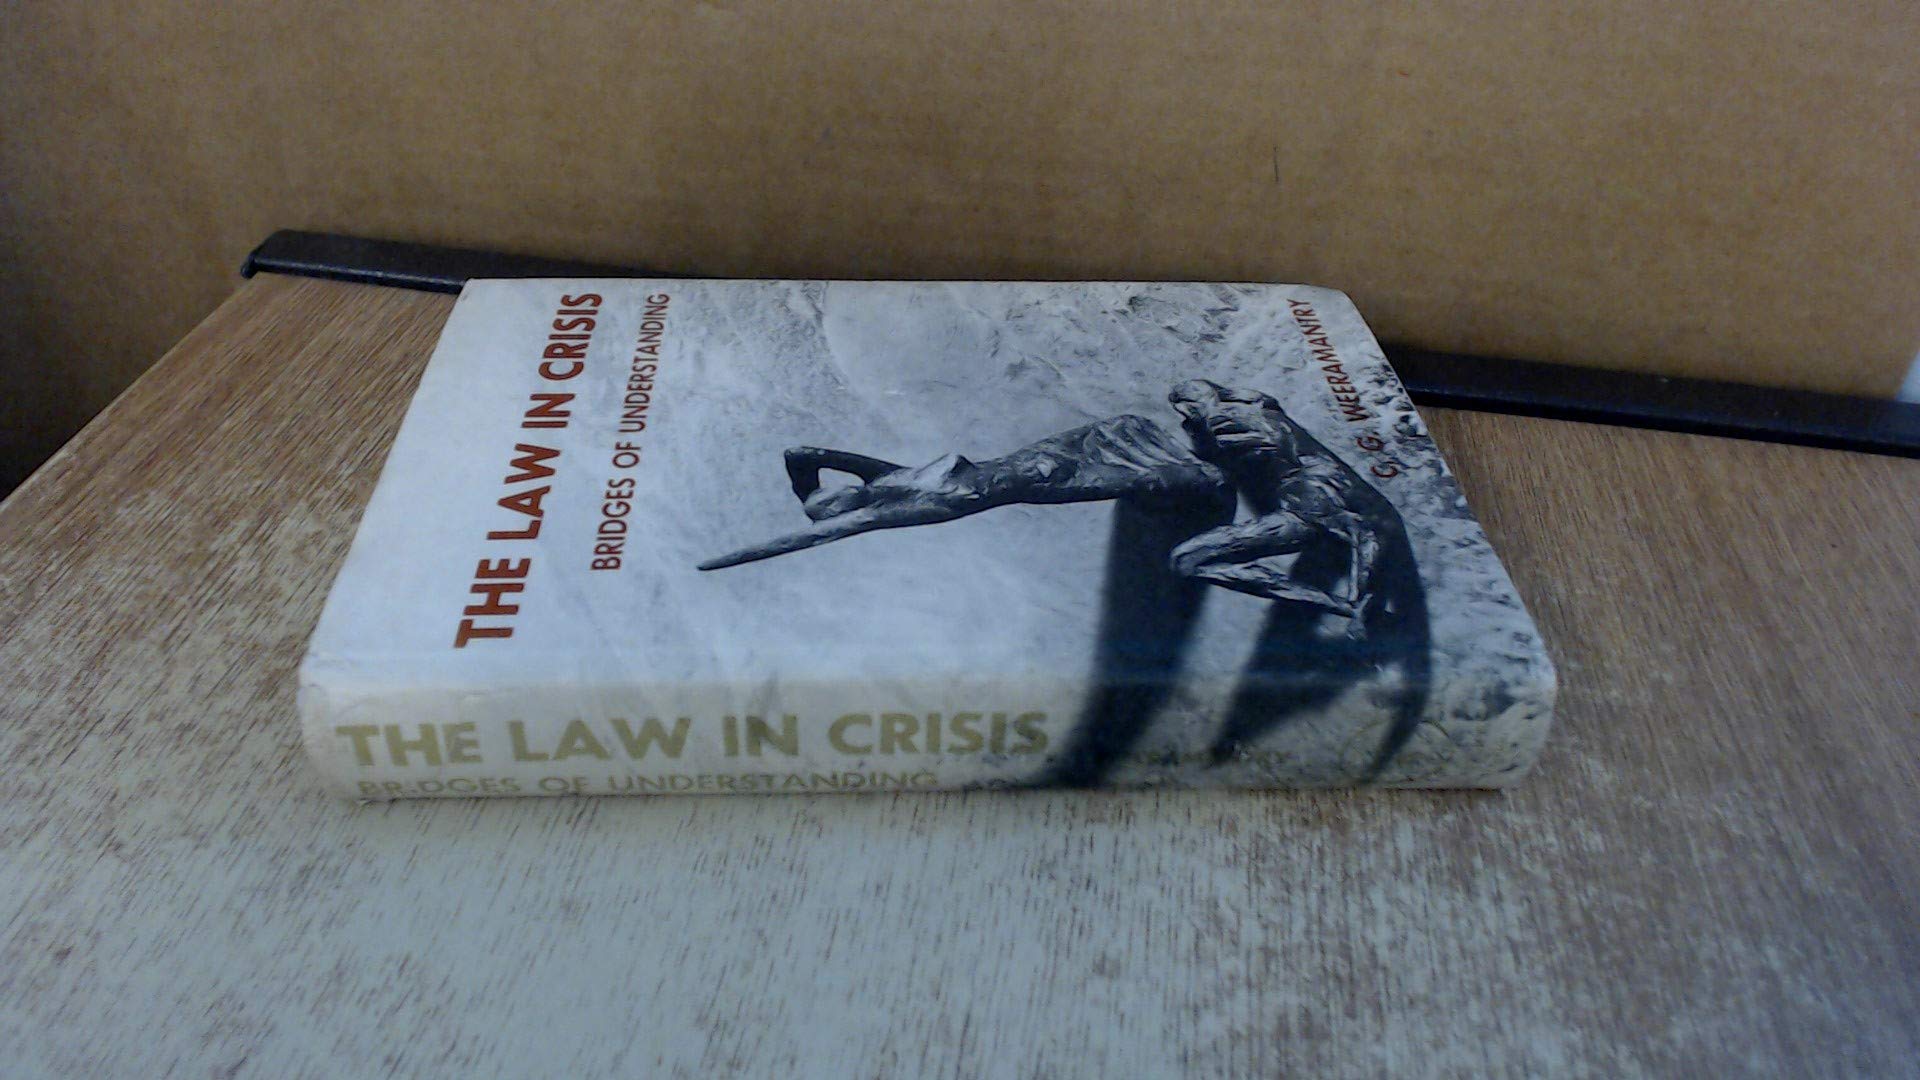 THE LAW IN CRISIS
BRIDGES OF UNDERSTANDING
C. G. WEERAMANTRY
THE LAW IN CRISIS
BRIDGES OF UNDERSTANDING